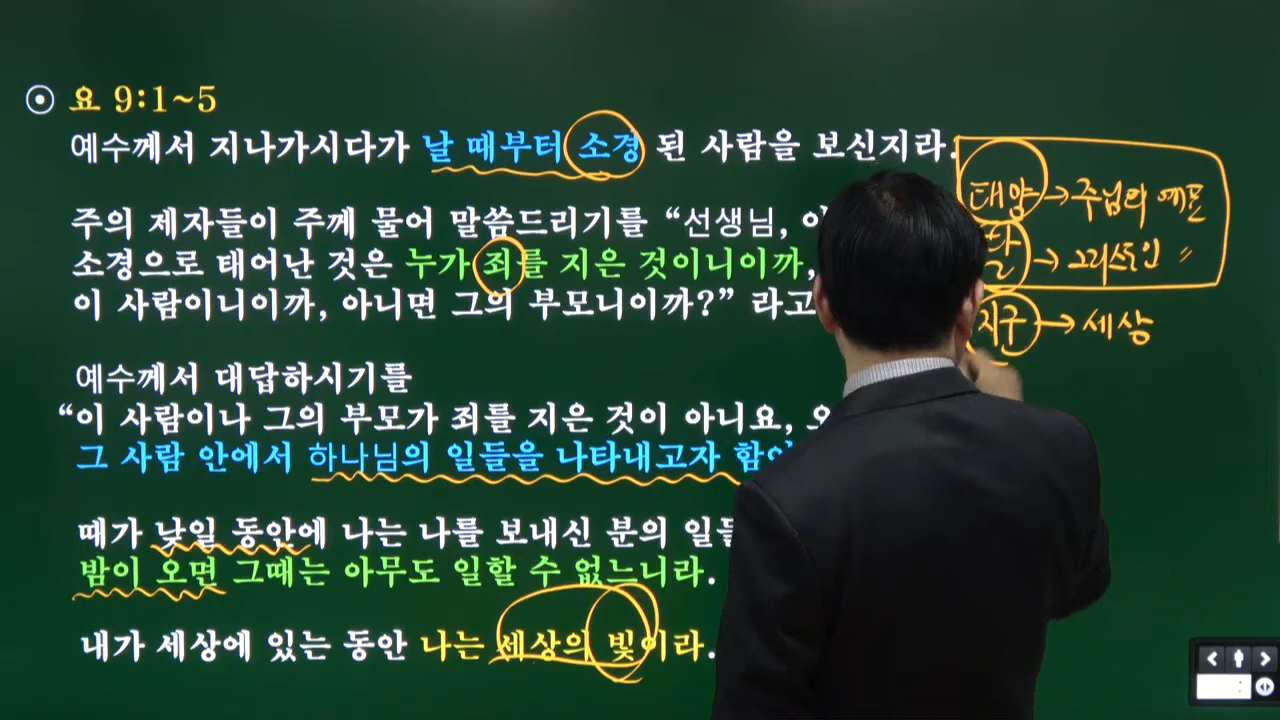 ⊙ 요 9:1~5
예수께서 지나가시다가 날 때부터 소경 된 사람을 보신지라.
주의 제자들이 주께 물어 말씀드리기를 “선생님, 이
소경으로 태어난 것은 누가 죄를 지은 것이니이까,
이 사람이니이까, 아니면 그의 부모니이까?” 라고
예수께서 대답하시기를
“이 사람이나 그의 부모가 죄를 지은 것이 아니요, 오
그 사람 안에서 하나님의 일들을 나타내고자 함이
때가 낮일 동안에 나는 나를 보내신 분의 일들
밤이 오면 그때는 아무도 일할 수 없느니라.
내가 세상에 있는 동안 나는 세상의 빛이라.
태양 → 주님의 예표
달 → 그리스도인 〃
지구 → 세상